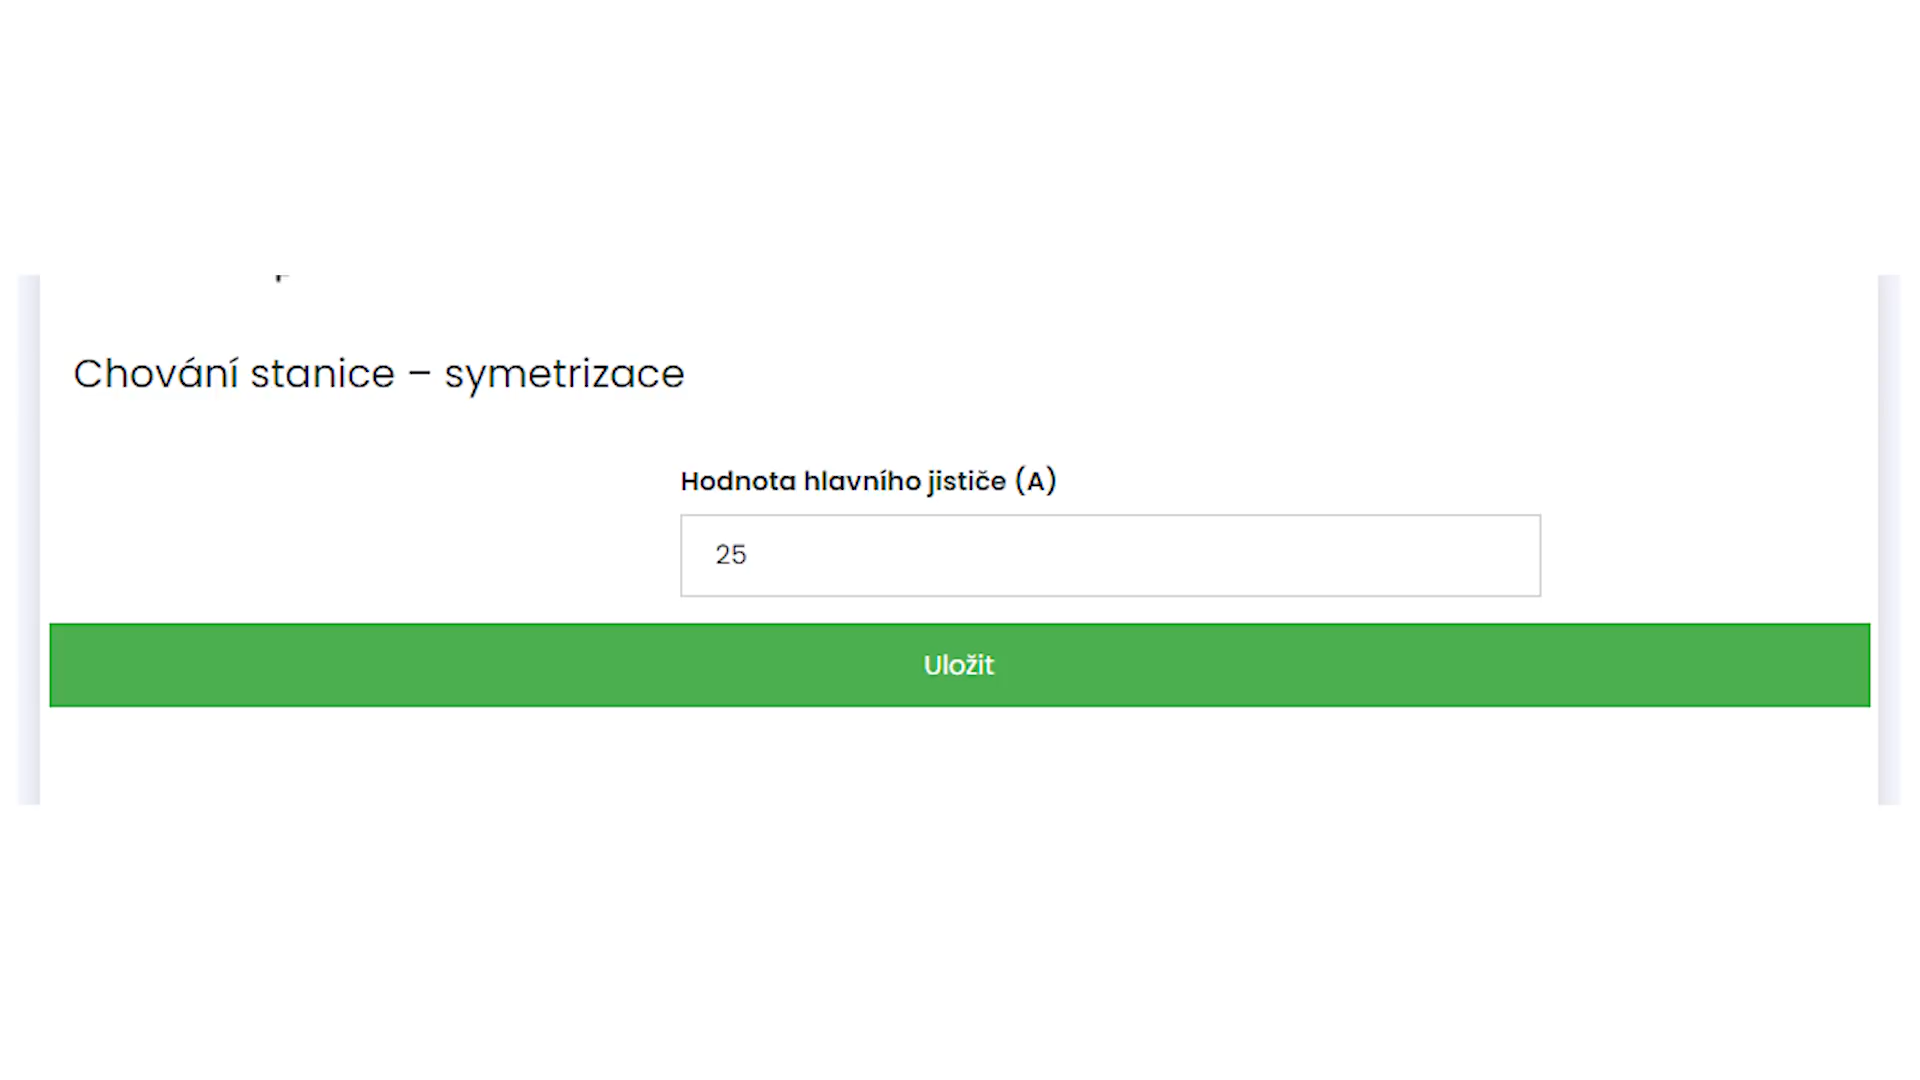 Chování stanice – symetrizace
Hodnota hlavního jističe (A)
25
Uložit